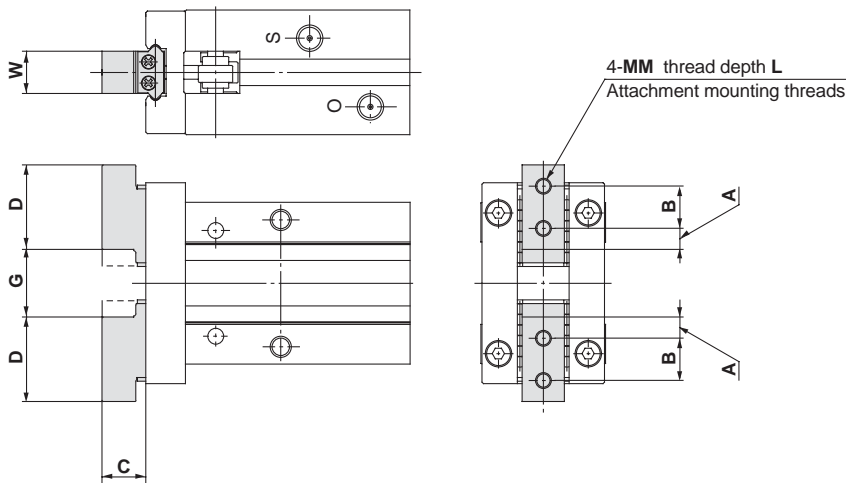 S
O
W
4-MM thread depth L
Attachment mounting threads
D
G
D
C
B
A
B
A